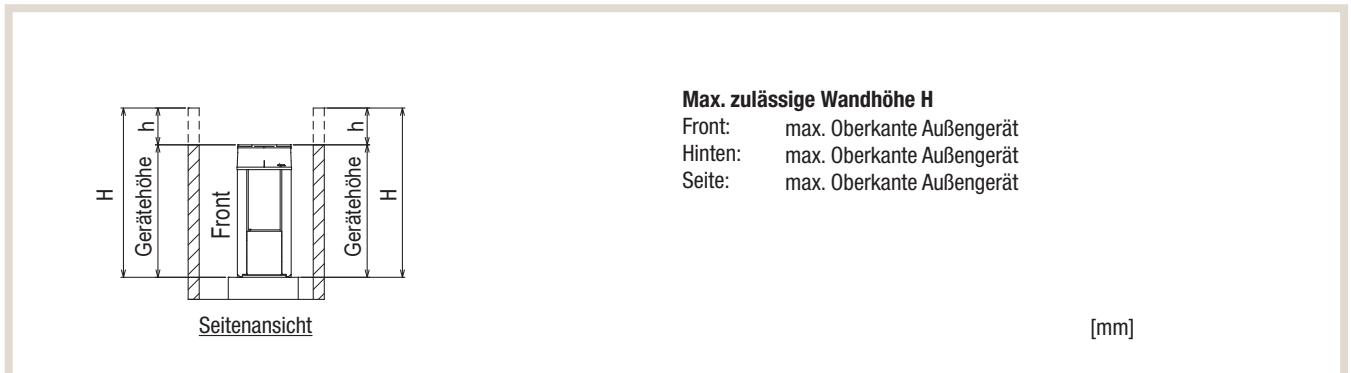 Max. zulässige Wandhöhe H
Front: max. Oberkante Außengerät
Hinten: max. Oberkante Außengerät
Seite: max. Oberkante Außengerät
h
h
H
Gerätehöhe
Front
Gerätehöhe
H
Seitenansicht
[mm]